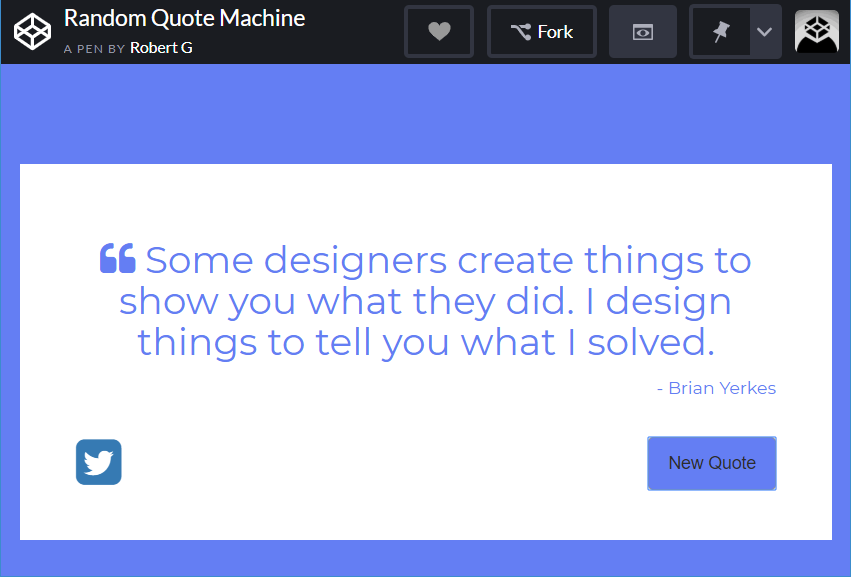 Random Quote Machine
A PEN BY Robert G
Fork
❝ Some designers create things to
show you what they did. I design
things to tell you what I solved.
- Brian Yerkes
New Quote